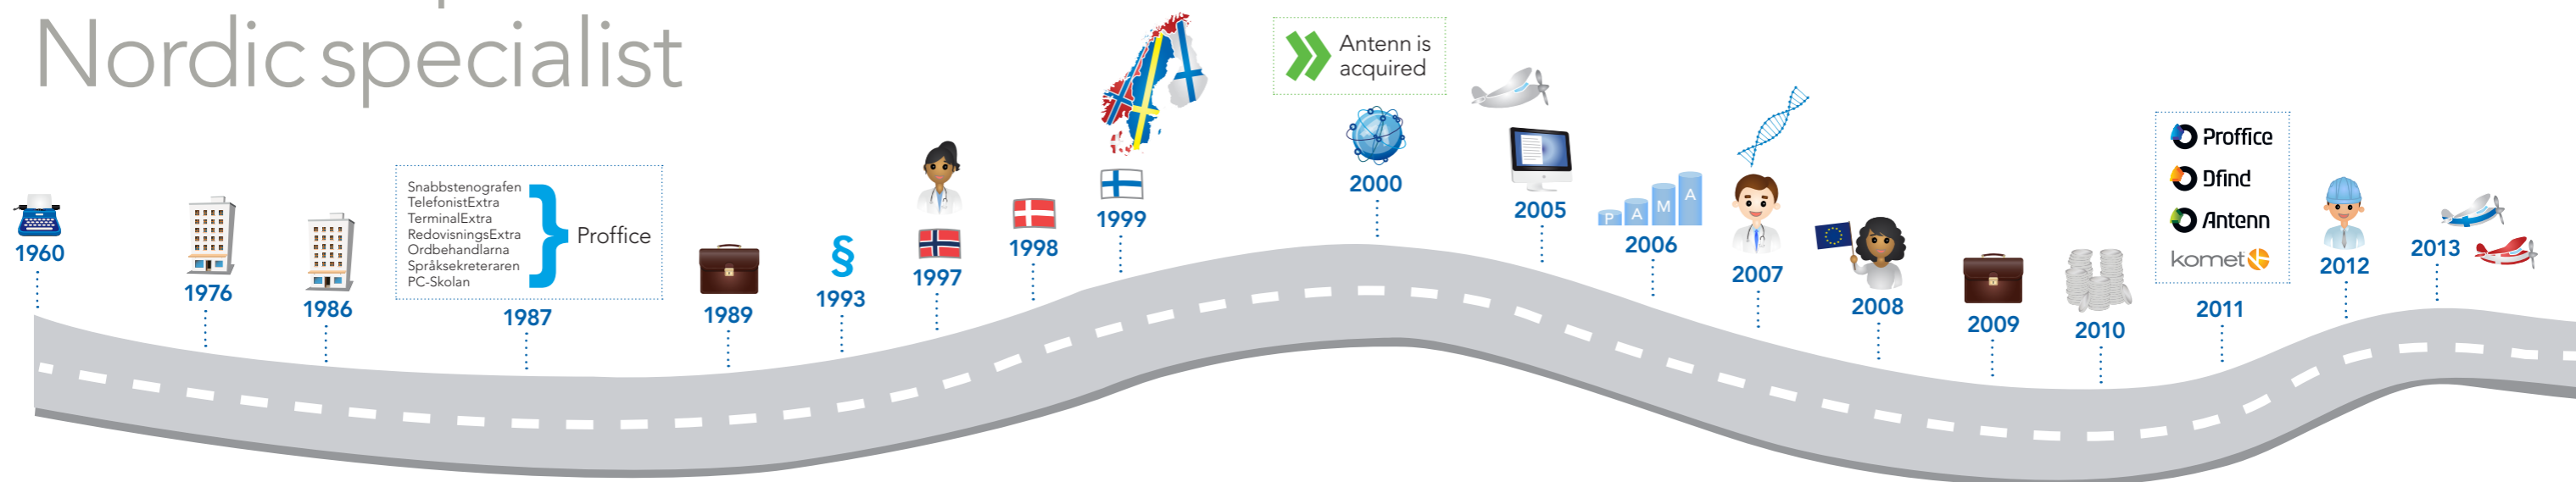 Nordic specialist
1960
1976
1986
Snabbstenografen
TelefonistExtra
TerminalExtra
RedovisningsExtra
Ordbehandlarna
Språksekreteraren
PC-Skolan
Proffice
1987
1989
§
1993
1997
1998
1999
Antenn is
acquired
2000
2005
P A M A
2006
2007
2008
2009
2010
Proffice
Dfind
Antenn
komet
2011
2012
2013